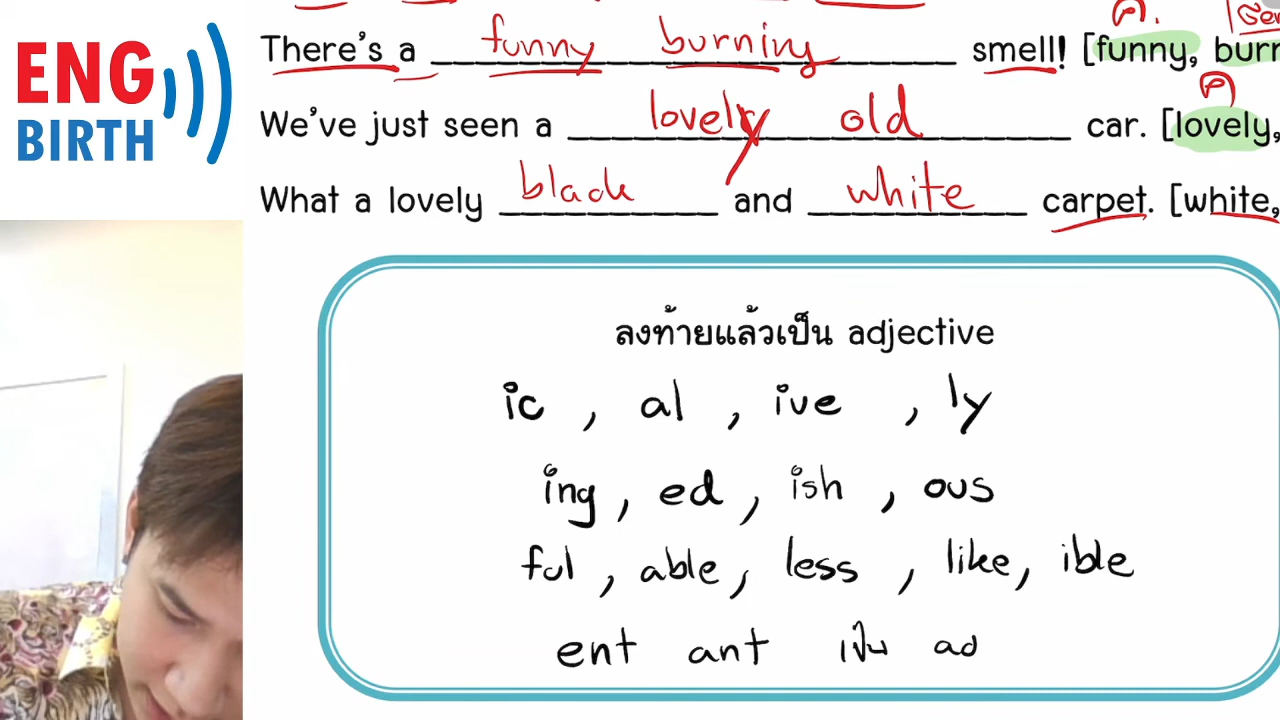 ENG
BIRTH
There's a funny burning smell! [funny, burn
We've just seen a lovely old car. [lovely,
What a lovely black and white carpet. [white,
ลงท้ายแล้วเป็น adjective
ic , al , ive , ly
ing , ed , ish , ous
ful , able , less , like , ible
ent ant เป็น ad